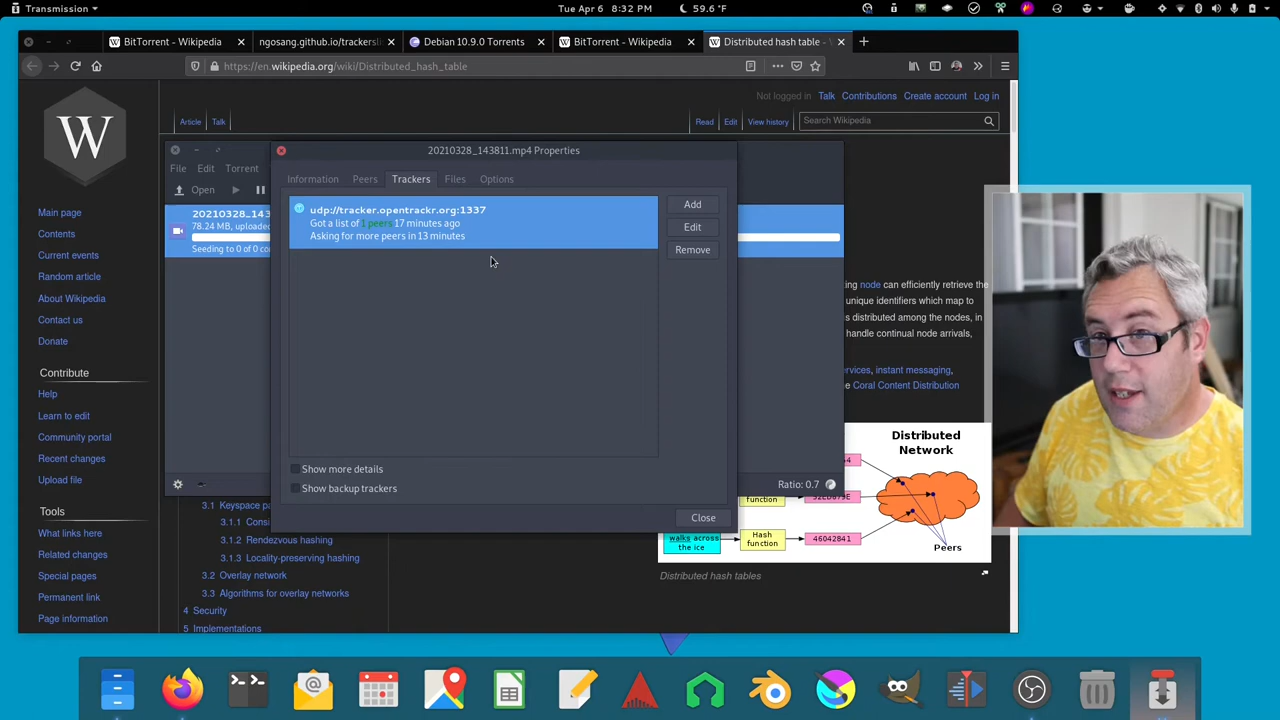 Transmission
Tue Apr 6 8:32 PM
59.6 °F
BitTorrent - Wikipedia
ngosang.github.io/trackersli
Debian 10.9.0 Torrents
BitTorrent - Wikipedia
Distributed hash table -
https://en.wikipedia.org/wiki/Distributed_hash_table
Not logged in Talk Contributions Create account Log in
Article Talk
Read Edit View history
Search Wikipedia
W
Main page
Contents
Current events
Random article
About Wikipedia
Contact us
Donate
Contribute
Help
Learn to edit
Community portal
Recent changes
Upload file
Tools
What links here
Related changes
Special pages
Permanent link
Page information
File Edit Torrent
Open
20210328_143
78.24 MB, uploaded
Seeding to 0 of 0 co
20210328_143811.mp4 Properties
Information Peers Trackers Files Options
udp://tracker.opentrackr.org:1337
Got a list of 1 peers 17 minutes ago
Asking for more peers in 13 minutes
Add
Edit
Remove
Show more details
Show backup trackers
Close
Ratio: 0.7
node can efficiently retrieve the
unique identifiers which map to
is distributed among the nodes, in
handle continual node arrivals,
instant messaging,
Coral Content Distribution
Distributed
Network
function
walks across
the ice
Hash
function
46042841
Peers
Distributed hash tables
3.1 Keyspace pa
3.1.1 Consi
3.1.2 Rendezvous hashing
3.1.3 Locality-preserving hashing
3.2 Overlay network
3.3 Algorithms for overlay networks
4 Security
5 Implementations